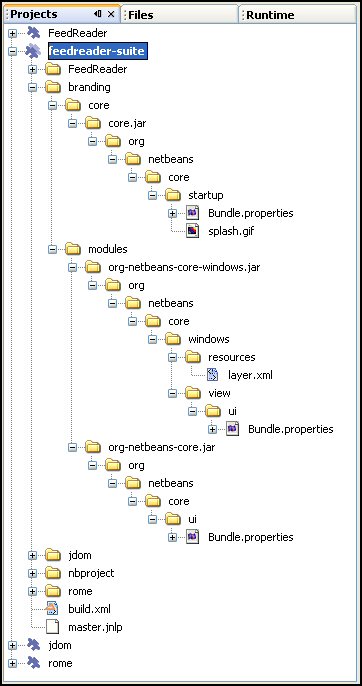 Projects Files Runtime
FeedReader
feedreader-suite
FeedReader
branding
core
core.jar
org
netbeans
core
startup
Bundle.properties
splash.gif
modules
org-netbeans-core-windows.jar
org
netbeans
core
windows
resources
layer.xml
view
ui
Bundle.properties
org-netbeans-core.jar
org
netbeans
core
ui
Bundle.properties
jdom
nbproject
rome
build.xml
master.jnlp
jdom
rome